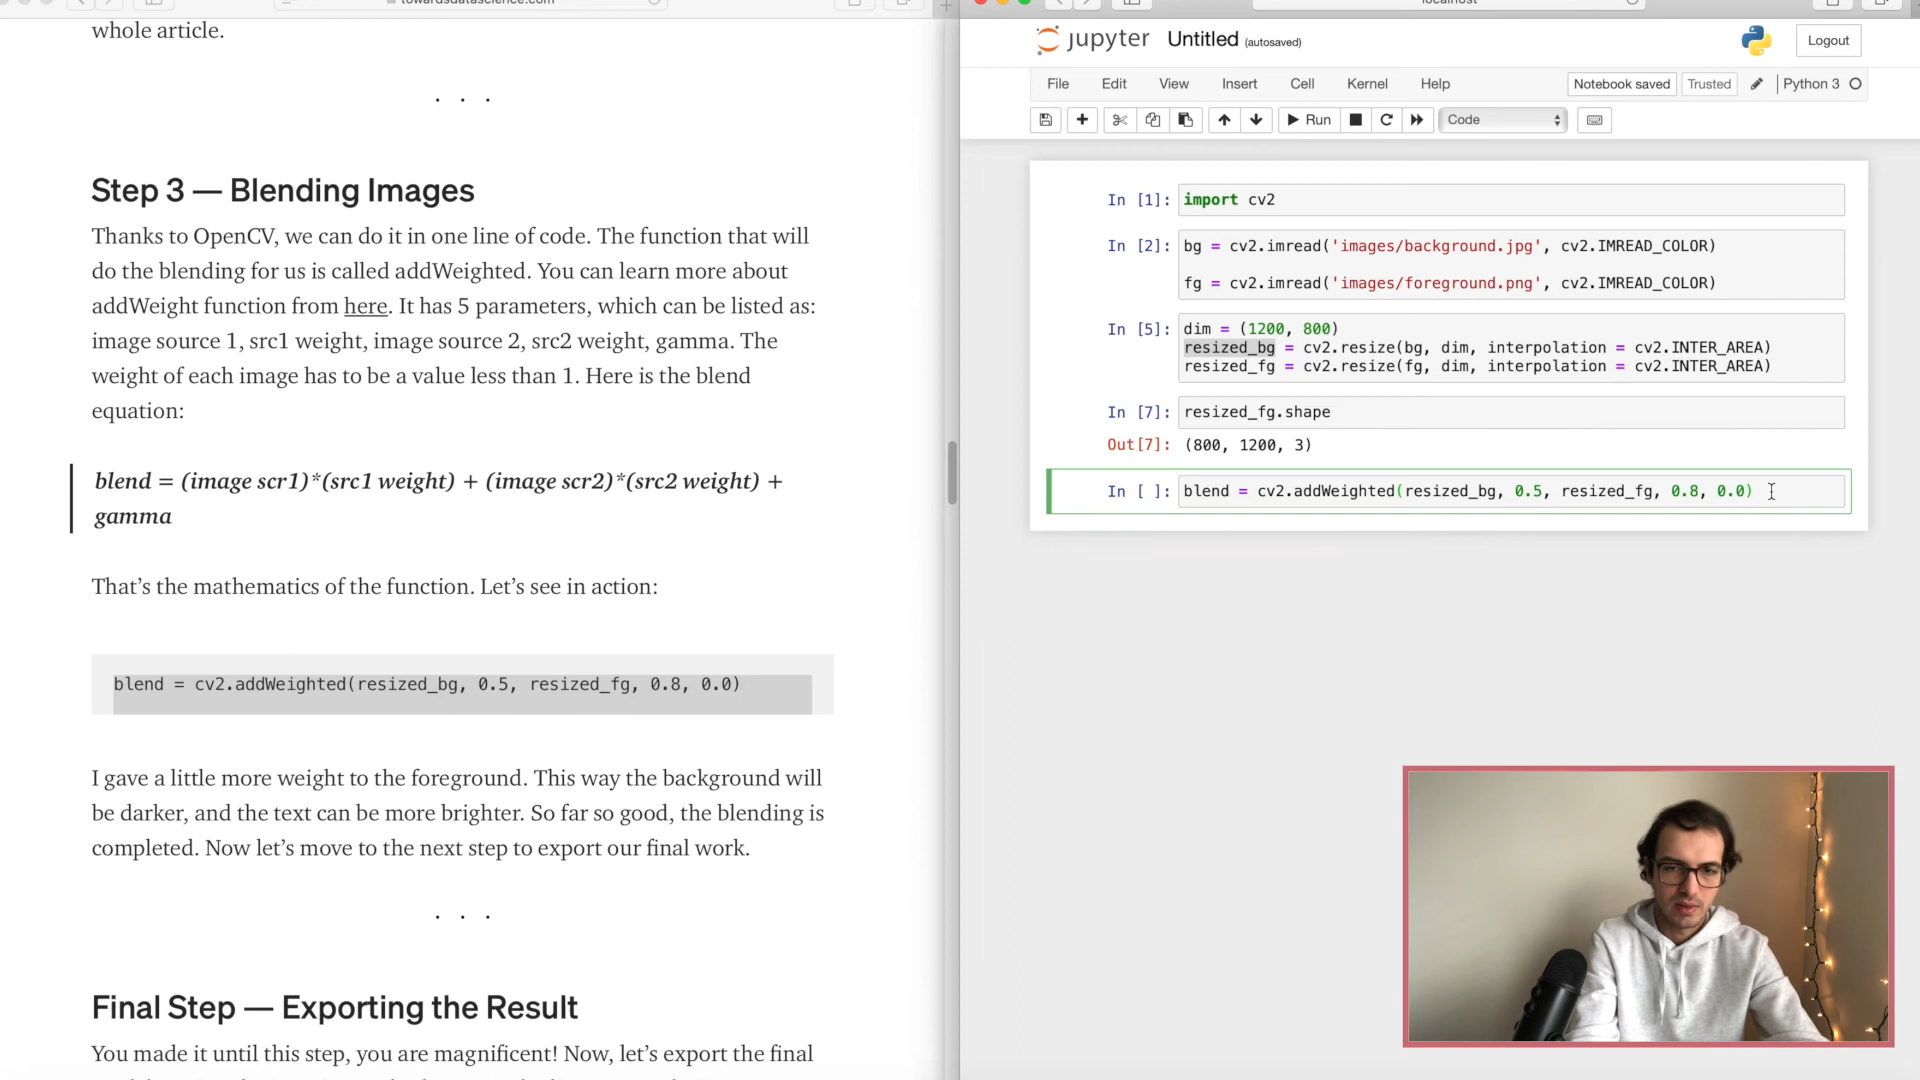 towardsdatascience.com
whole article.
. . .
Step 3 — Blending Images
Thanks to OpenCV, we can do it in one line of code. The function that will
do the blending for us is called addWeighted. You can learn more about
addWeight function from here. It has 5 parameters, which can be listed as:
image source 1, src1 weight, image source 2, src2 weight, gamma. The
weight of each image has to be a value less than 1. Here is the blend
equation:
blend = (image scr1)*(src1 weight) + (image scr2)*(src2 weight) +
gamma
That's the mathematics of the function. Let's see in action:
blend = cv2.addWeighted(resized_bg, 0.5, resized_fg, 0.8, 0.0)
I gave a little more weight to the foreground. This way the background will
be darker, and the text can be more brighter. So far so good, the blending is
completed. Now let's move to the next step to export our final work.
. . .
Final Step — Exporting the Result
You made it until this step, you are magnificent! Now, let's export the final
localhost
jupyter Untitled (autosaved)
Logout
File Edit View Insert Cell Kernel Help
Notebook saved Trusted Python 3
Run Code
In [1]: import cv2
In [2]: bg = cv2.imread('images/background.jpg', cv2.IMREAD_COLOR)
fg = cv2.imread('images/foreground.png', cv2.IMREAD_COLOR)
In [5]: dim = (1200, 800)
resized_bg = cv2.resize(bg, dim, interpolation = cv2.INTER_AREA)
resized_fg = cv2.resize(fg, dim, interpolation = cv2.INTER_AREA)
In [7]: resized_fg.shape
Out[7]: (800, 1200, 3)
In [ ]: blend = cv2.addWeighted(resized_bg, 0.5, resized_fg, 0.8, 0.0)